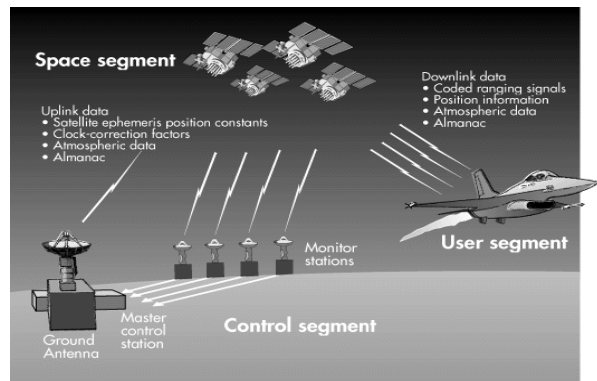 Space segment
Downlink data
• Coded ranging signals
• Position information
• Atmospheric data
• Almanac
Uplink data
• Satellite ephemeris position constants
• Clock-correction factors
• Atmospheric data
• Almanac
Monitor
stations
User segment
Master
control
station
Control segment
Ground
Antenna